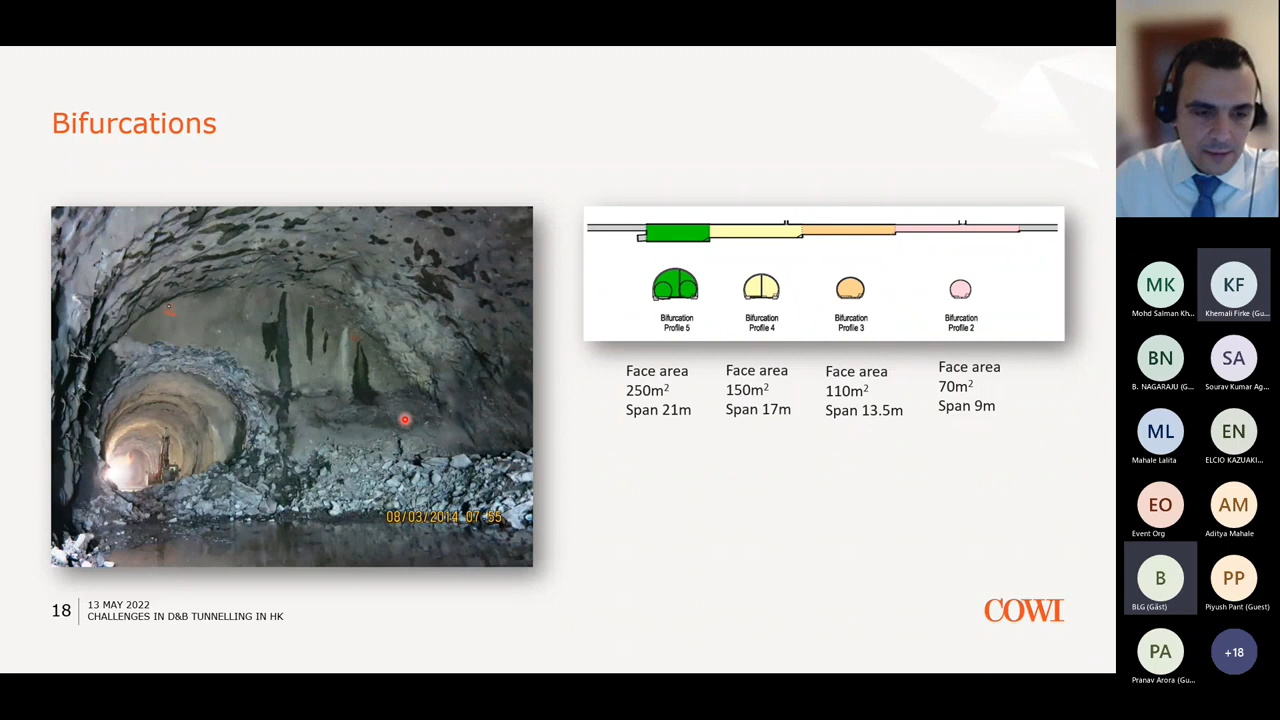 Bifurcations
08/03/2014 07:55
Bifurcation
Profile 5
Bifurcation
Profile 4
Bifurcation
Profile 3
Bifurcation
Profile 2
Face area
250m²
Span 21m
Face area
150m²
Span 17m
Face area
110m²
Span 13.5m
Face area
70m²
Span 9m
18
13 MAY 2022
CHALLENGES IN D&B TUNNELLING IN HK
COWI
MK
Mohd Salman Kh...
KF
Khemali Firke (Gu...
BN
B. NAGARAJU (G...
SA
Sourav Kumar Ag...
ML
Mahale Lalita
EN
ELCIO KAZUAKI...
EO
Event Org
AM
Aditya Mahale
B
BLG (Gäst)
PP
Piyush Pant (Guest)
PA
Pranav Arora (Gu...
+18